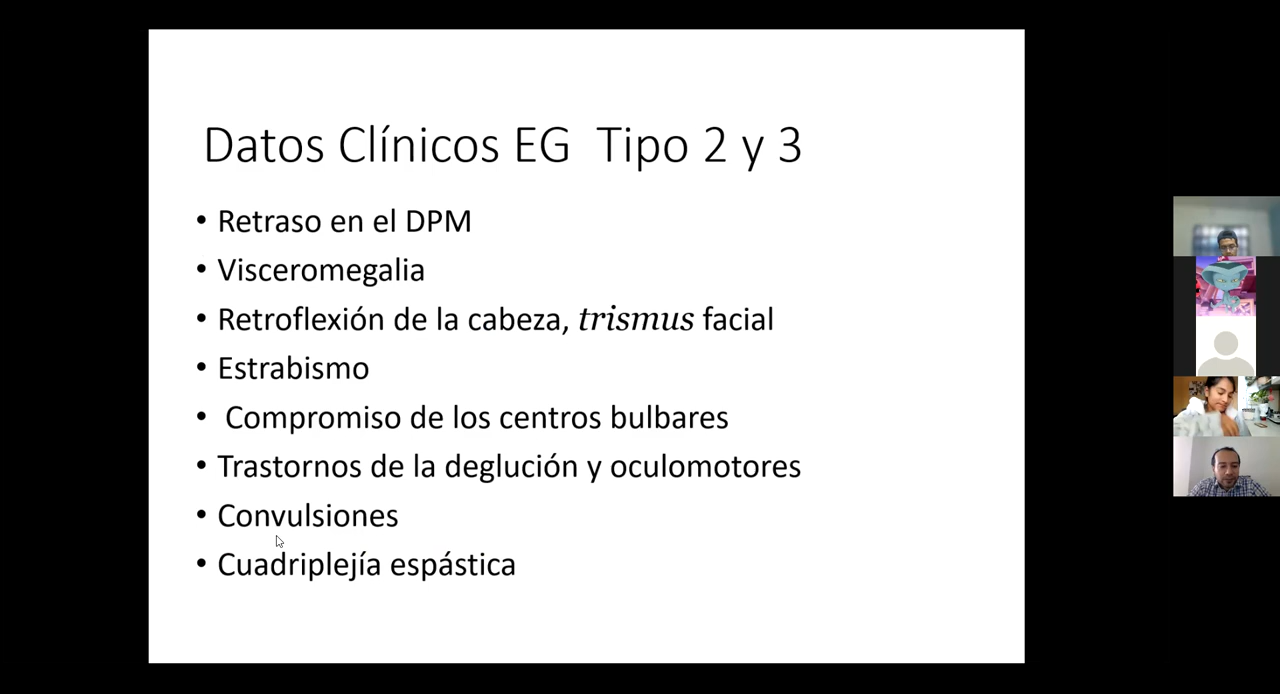 Datos Clínicos EG Tipo 2 y 3
• Retraso en el DPM
• Visceromegalia
• Retroflexión de la cabeza, trismus facial
• Estrabismo
• Compromiso de los centros bulbares
• Trastornos de la deglución y oculomotores
• Convulsiones
• Cuadriplejía espástica